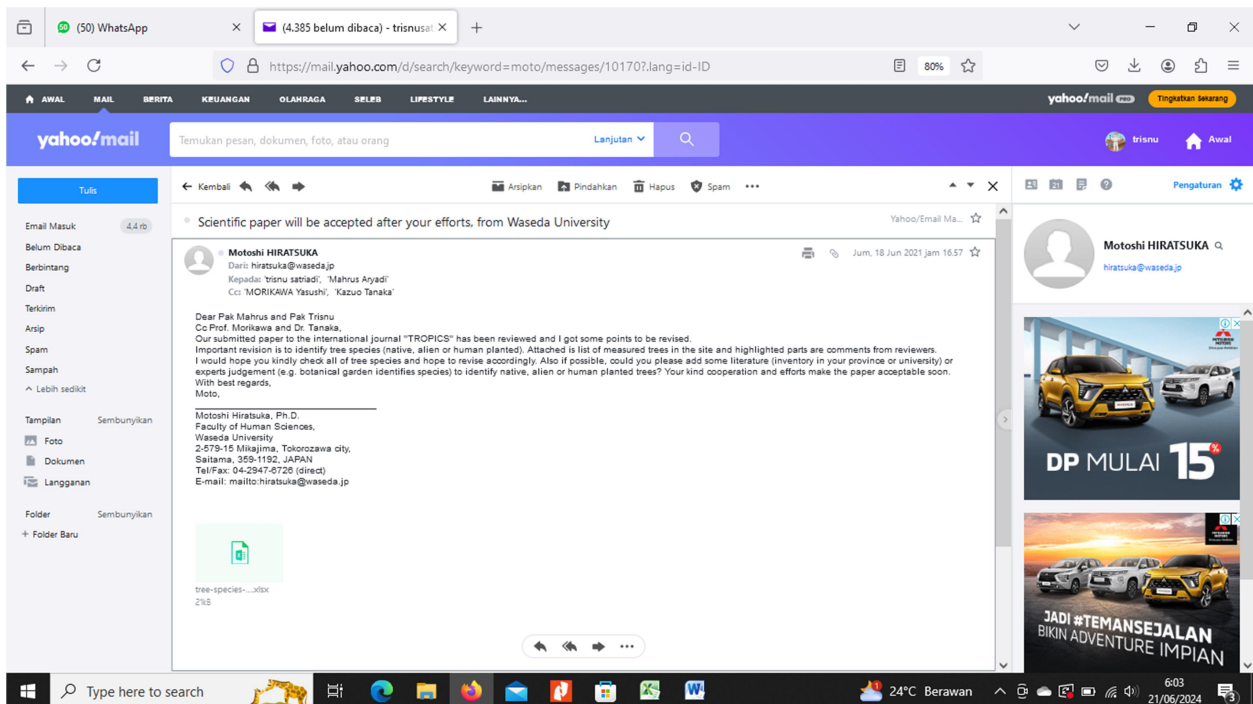 (50) WhatsApp
(4.385 belum dibaca) - trisnusat
https://mail.yahoo.com/d/search/keyword=moto/messages/10170?.lang=id-ID
80%
AWAL MAIL BERITA KEUANGAN OLAHRAGA SELEB LIFESTYLE LAINNYA...
yahoo!mail PRO Tingkatkan Sekarang
yahoo!mail
Temukan pesan, dokumen, foto, atau orang
Lanjutan
trisnu
Awal
Tulis
Kembali
Arsipkan Pindahkan Hapus Spam
Pengaturan
Email Masuk 4,4 rb
Belum Dibaca
Berbintang
Draft
Terkirim
Arsip
Spam
Sampah
Lebih sedikit
Tampilan Sembunyikan
Foto
Dokumen
Langganan
Folder Sembunyikan
+ Folder Baru
Scientific paper will be accepted after your efforts, from Waseda University
Yahoo/Email Ma...
Motoshi HIRATSUKA
Jum, 18 Jun 2021 jam 16.57
Dari: hiratsuka@waseda.jp
Kepada: 'trisnu satriadi', 'Mahrus Aryadi'
Cc: 'MORIKAWA Yasushi', 'Kazuo Tanaka'
Dear Pak Mahrus and Pak Trisnu
Cc Prof. Morikawa and Dr. Tanaka,
Our submitted paper to the international journal "TROPICS" has been reviewed and I got some points to be revised.
Important revision is to identify tree species (native, alien or human planted). Attached is list of measured trees in the site and highlighted parts are comments from reviewers.
I would hope you kindly check all of tree species and hope to revise accordingly. Also if possible, could you please add some literature (inventory in your province or university) or
experts judgement (e.g. botanical garden identifies species) to identify native, alien or human planted trees? Your kind cooperation and efforts make the paper acceptable soon.
With best regards,
Moto,
Motoshi Hiratsuka, Ph.D.
Faculty of Human Sciences,
Waseda University
2-579-15 Mikajima, Tokorozawa city,
Saitama, 359-1192, JAPAN
Tel/Fax: 04-2947-6726 (direct)
E-mail: mailto:hiratsuka@waseda.jp
tree-species-....xlsx
21kB
Motoshi HIRATSUKA
hiratsuka@waseda.jp
DP MULAI 15%
JADI #TEMANSEJALAN
BIKIN ADVENTURE IMPIAN
Type here to search
24°C Berawan
6:03
21/06/2024
3